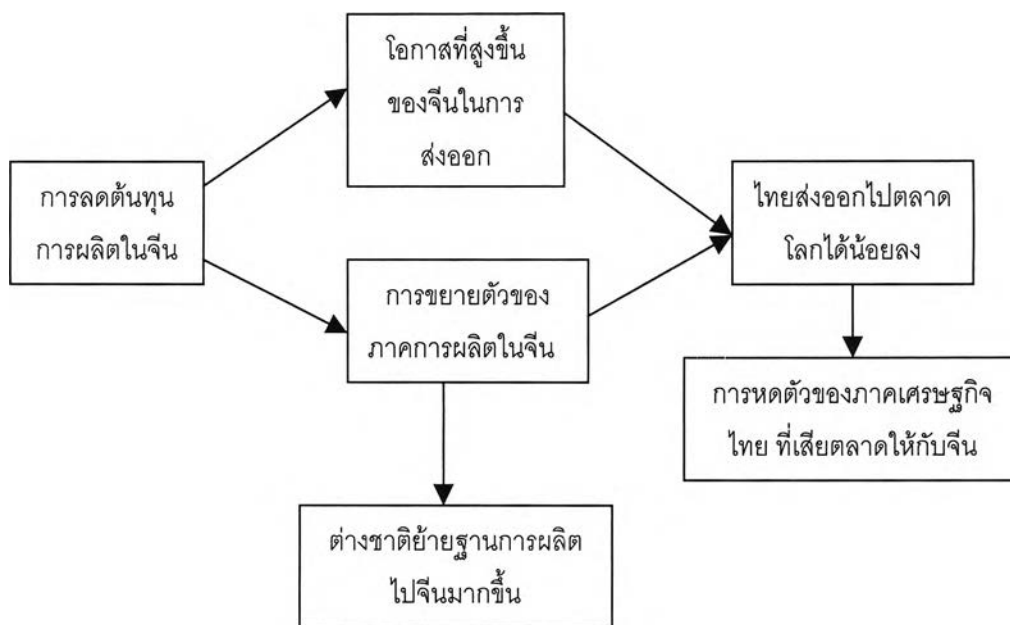 โอกาสที่สูงขึ้น
ของจีนในการ
ส่งออก
การลดต้นทุน
การผลิตในจีน
ไทยส่งออกไปตลาด
โลกได้น้อยลง
การขยายตัวของ
ภาคการผลิตในจีน
การหดตัวของภาคเศรษฐกิจ
ไทย ที่เสียตลาดให้กับจีน
ต่างชาติย้ายฐานการผลิต
ไปจีนมากขึ้น